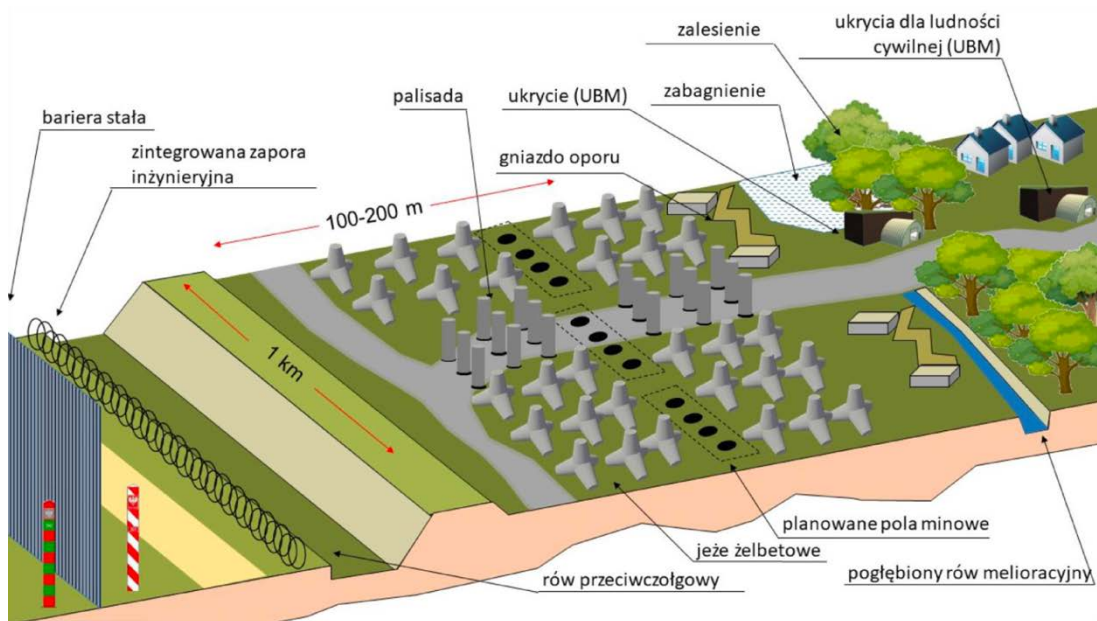 bariera stała
zintegrowana zapora
inżynieryjna
100-200 m
1 km
palisada
ukrycie (UBM)
gniazdo oporu
zalesienie
zabagnienie
ukrycia dla ludności
cywilnej (UBM)
planowane pola minowe
jeże żelbetowe
rów przeciwczołgowy
pogłębiony rów melioracyjny